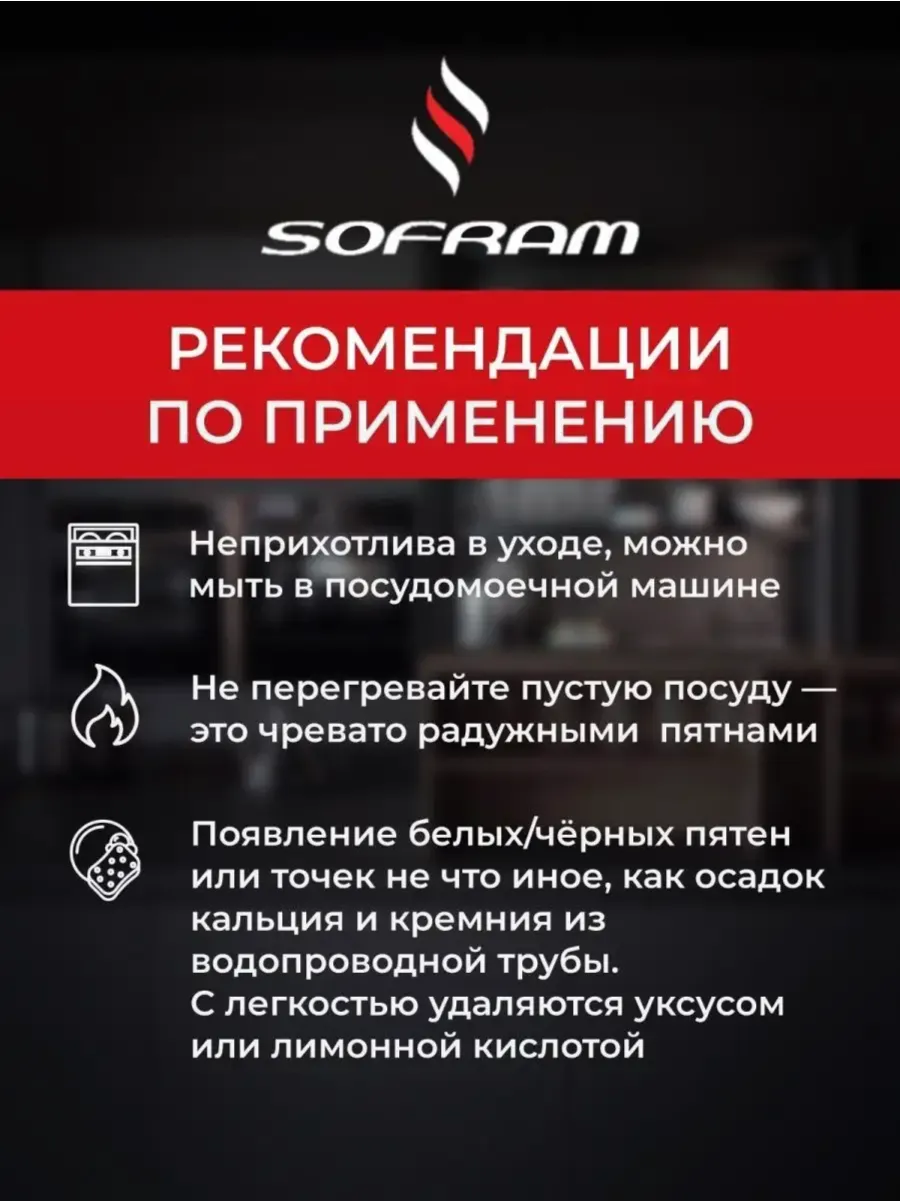 SOFRAM
РЕКОМЕНДАЦИИ
ПО ПРИМЕНЕНИЮ
Неприхотлива в уходе, можно
мыть в посудомоечной машине
Не перегревайте пустую посуду —
это чревато радужными пятнами
Появление белых/чёрных пятен
или точек не что иное, как осадок
кальция и кремния из
водопроводной трубы.
С легкостью удаляются уксусом
или лимонной кислотой